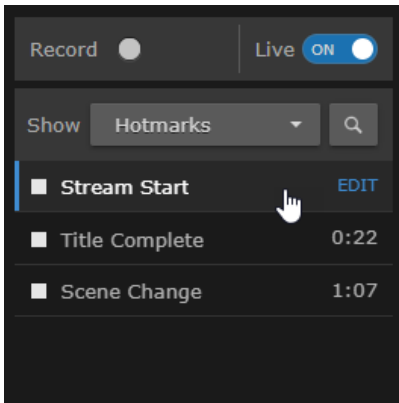 Record Live ON
Show Hotmarks
Stream Start EDIT
Title Complete 0:22
Scene Change 1:07